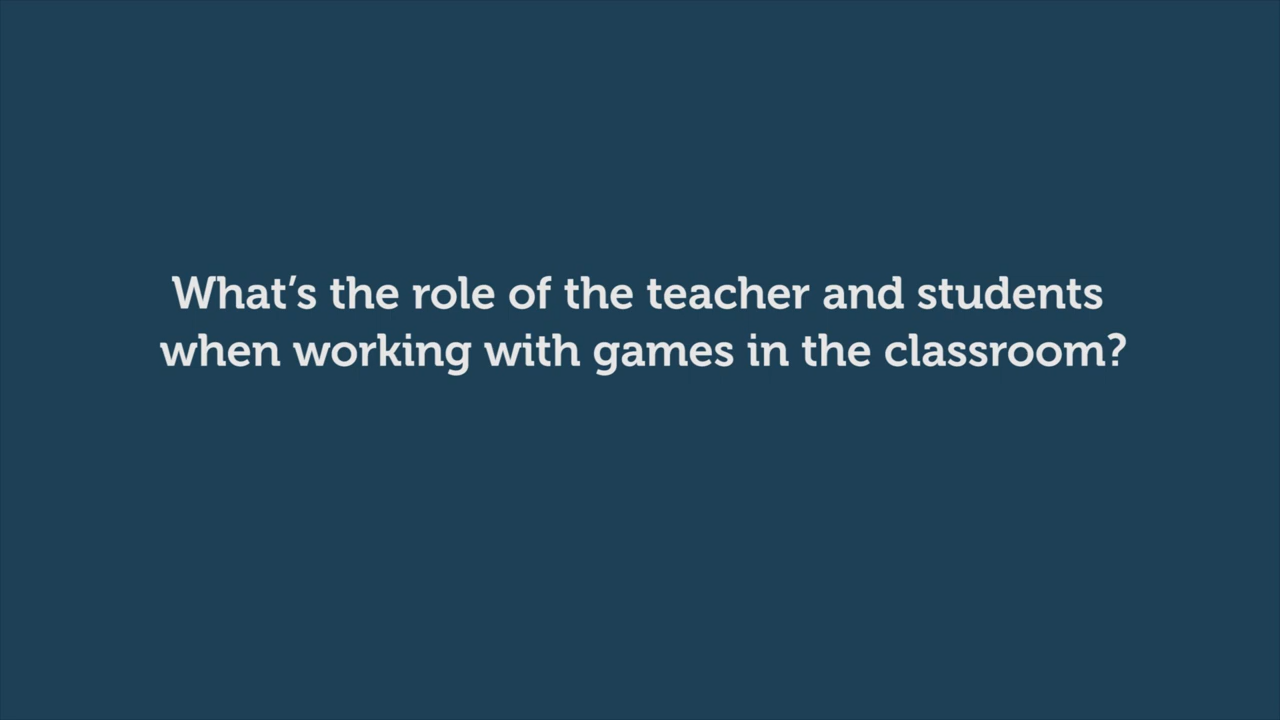 What’s the role of the teacher and students
when working with games in the classroom?